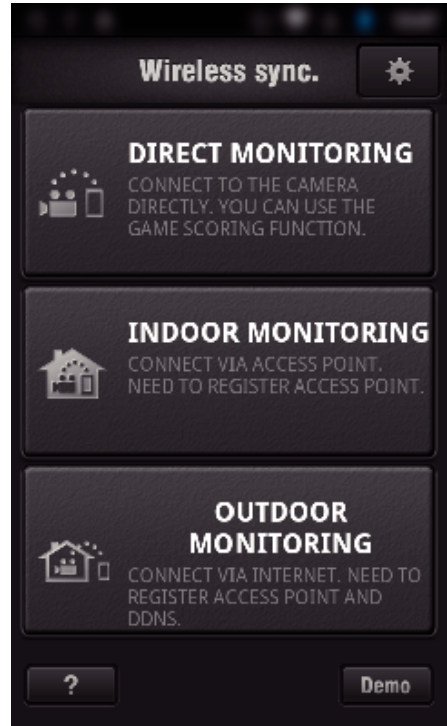 Wireless sync.
DIRECT MONITORING
CONNECT TO THE CAMERA
DIRECTLY. YOU CAN USE THE
GAME SCORING FUNCTION.
INDOOR MONITORING
CONNECT VIA ACCESS POINT.
NEED TO REGISTER ACCESS POINT.
OUTDOOR
MONITORING
CONNECT VIA INTERNET. NEED TO
REGISTER ACCESS POINT AND
DDNS.
?
Demo